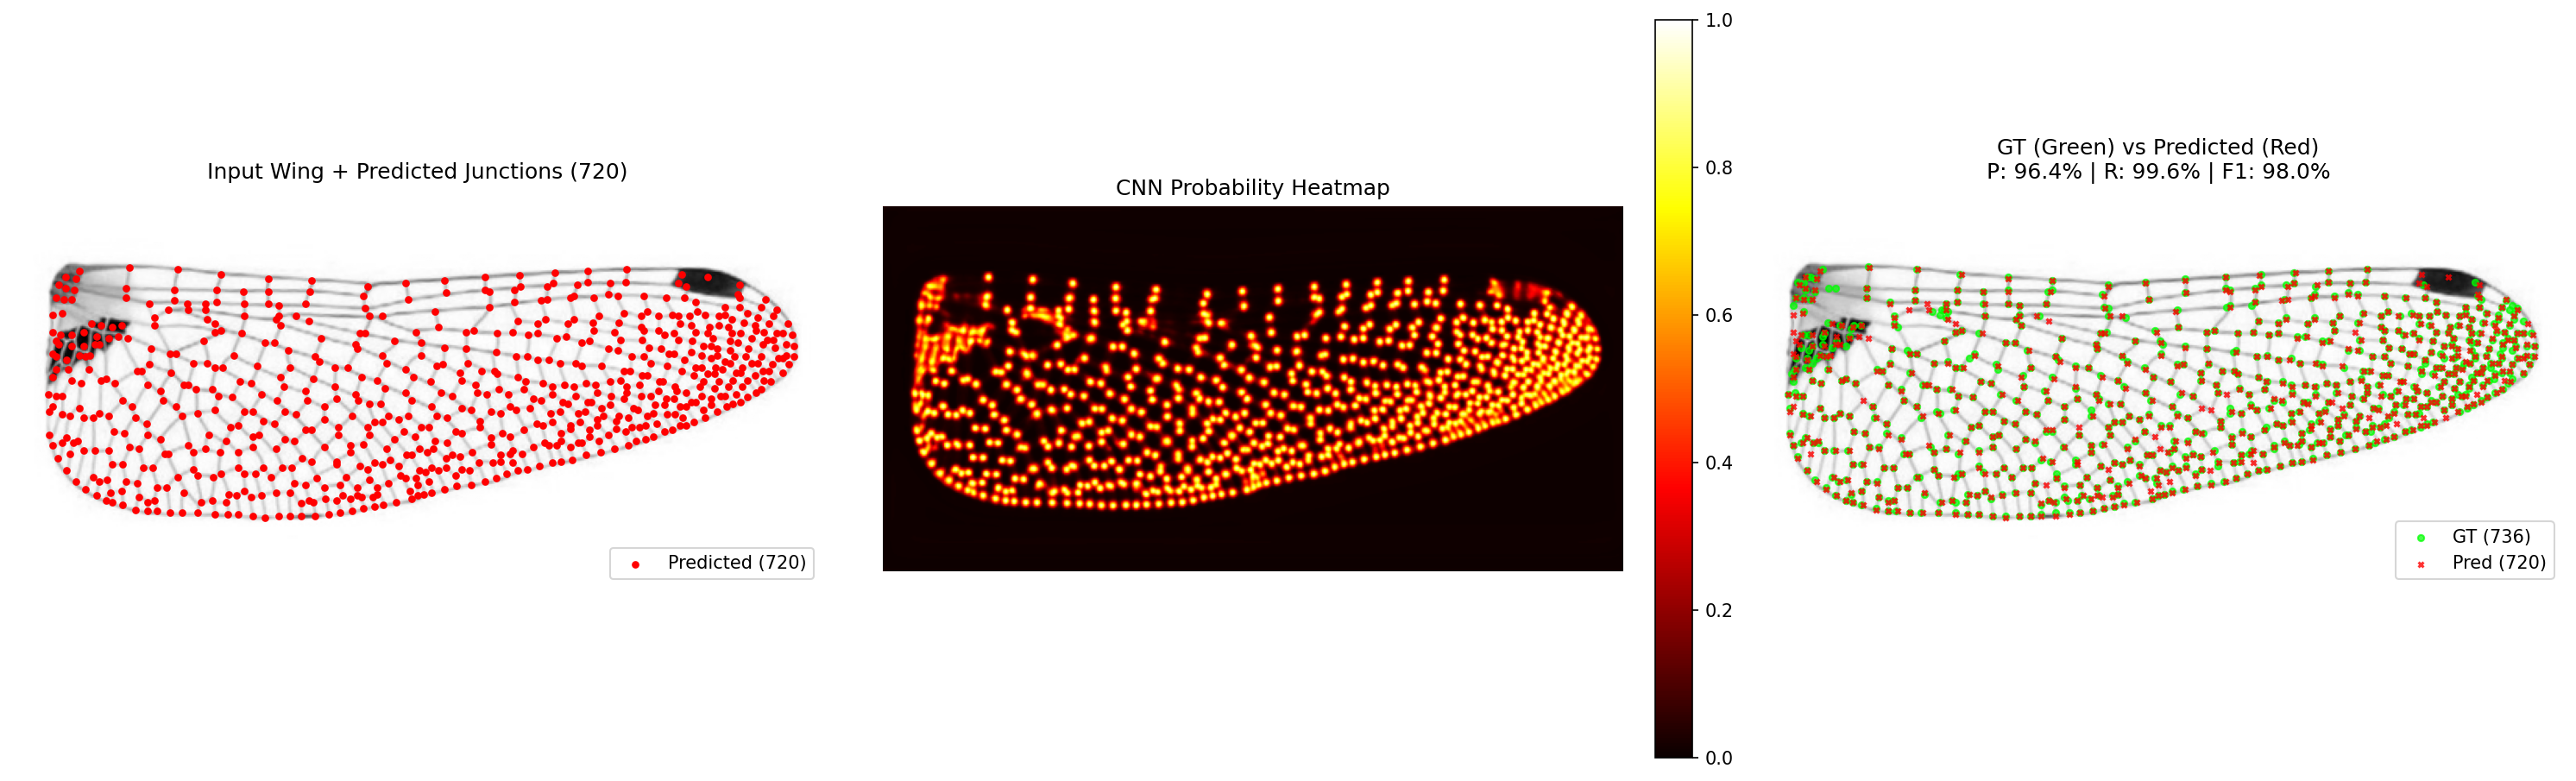 Input Wing + Predicted Junctions (720)
Predicted (720)
CNN Probability Heatmap
1.0
0.8
0.6
0.4
0.2
0.0
GT (Green) vs Predicted (Red)
P: 96.4% | R: 99.6% | F1: 98.0%
GT (736)
Pred (720)